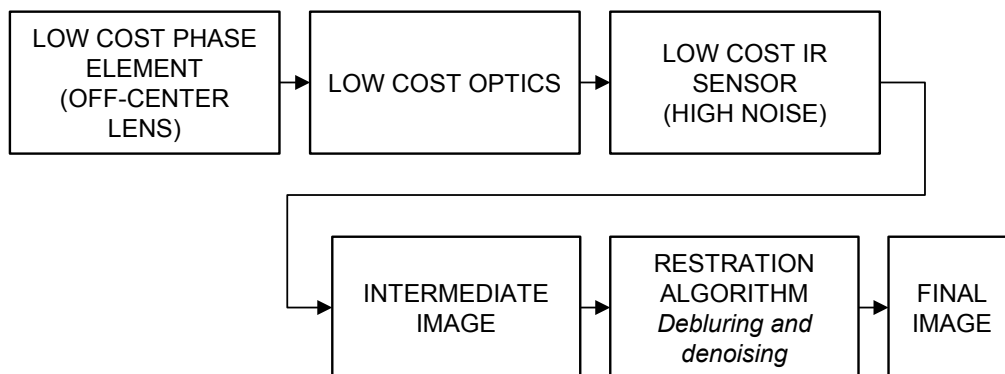 LOW COST PHASE
ELEMENT
(OFF-CENTER
LENS)
LOW COST OPTICS
LOW COST IR
SENSOR
(HIGH NOISE)
INTERMEDIATE
IMAGE
RESTRATION
ALGORITHM
Debluring and
denoising
FINAL
IMAGE